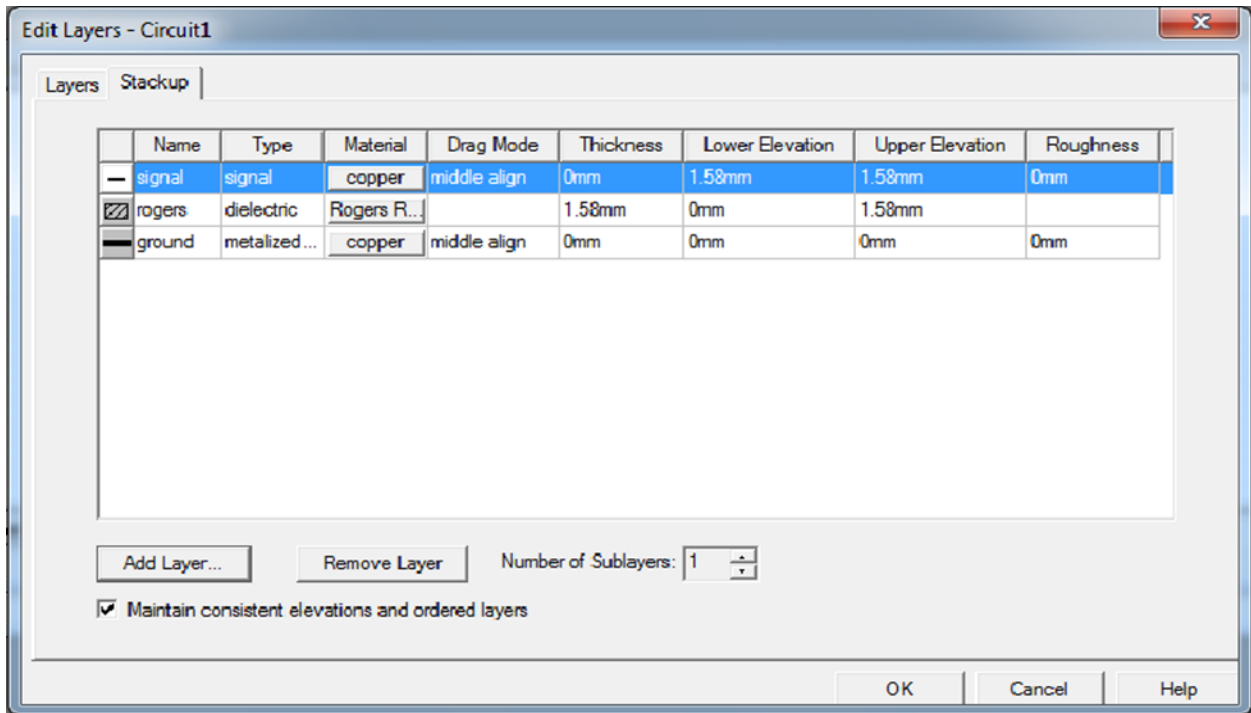 Edit Layers - Circuit1
Layers Stackup
Name Type Material Drag Mode Thickness Lower Elevation Upper Elevation Roughness
signal signal copper middle align 0mm 1.58mm 1.58mm 0mm
rogers dielectric Rogers R... 1.58mm 0mm 1.58mm
ground metalized ... copper middle align 0mm 0mm 0mm 0mm
Add Layer... Remove Layer Number of Sublayers: 1
Maintain consistent elevations and ordered layers
OK Cancel Help